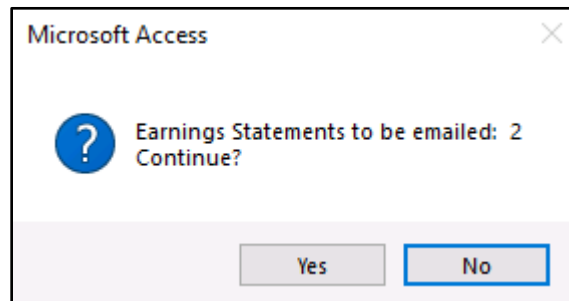 Microsoft Access
Earnings Statements to be emailed:  2
Continue?
Yes
No